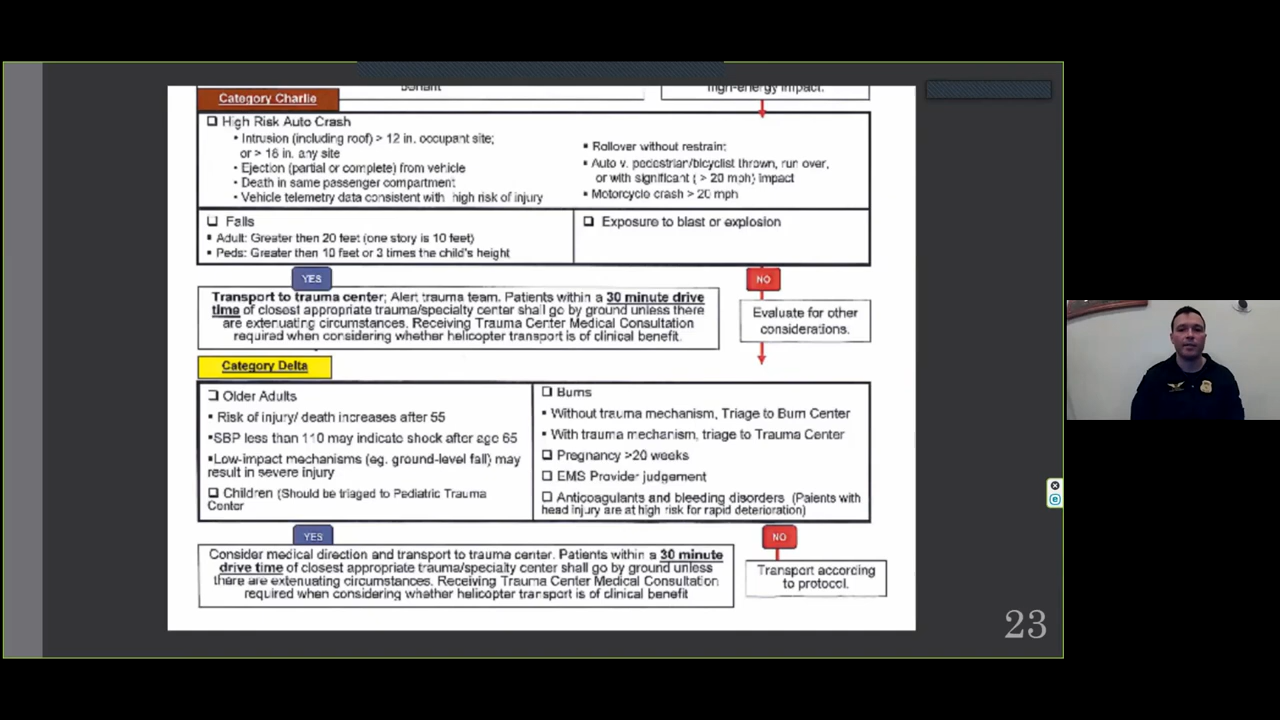 high-energy impact.
Category Charlie
❑ High Risk Auto Crash
• Intrusion (including roof) > 12 in. occupant site;
or > 18 in. any site
• Ejection (partial or complete) from vehicle
• Death in same passenger compartment
• Vehicle telemetry data consistent with high risk of injury
▪ Rollover without restraint;
▪ Auto v. pedestrian/bicyclist thrown, run over,
or with significant ( > 20 mph) impact
▪ Motorcycle crash > 20 mph
❑ Falls
▪ Adult: Greater then 20 feet (one story is 10 feet)
▪ Peds: Greater then 10 feet or 3 times the child's height
❑ Exposure to blast or explosion
YES
NO
Transport to trauma center; Alert trauma team. Patients within a 30 minute drive
time of closest appropriate trauma/specialty center shall go by ground unless there
are extenuating circumstances. Receiving Trauma Center Medical Consultation
required when considering whether helicopter transport is of clinical benefit.
Evaluate for other
considerations.
Category Delta
❑ Older Adults
▪ Risk of injury/ death increases after 55
▪SBP less than 110 may indicate shock after age 65
▪Low-impact mechanisms (eg. ground-level fall) may
result in severe injury
❑ Children (Should be triaged to Pediatric Trauma
Center
❑ Burns
▪ Without trauma mechanism, Triage to Burn Center
▪ With trauma mechanism, triage to Trauma Center
❑ Pregnancy >20 weeks
❑ EMS Provider judgement
❑ Anticoagulants and bleeding disorders (Paients with
head injury are at high risk for rapid deterioration)
YES
NO
Consider medical direction and transport to trauma center. Patients within a 30 minute
drive time of closest appropriate trauma/specialty center shall go by ground unless
there are extenuating circumstances. Receiving Trauma Center Medical Consultation
required when considering whether helicopter transport is of clinical benefit
Transport according
to protocol.
23